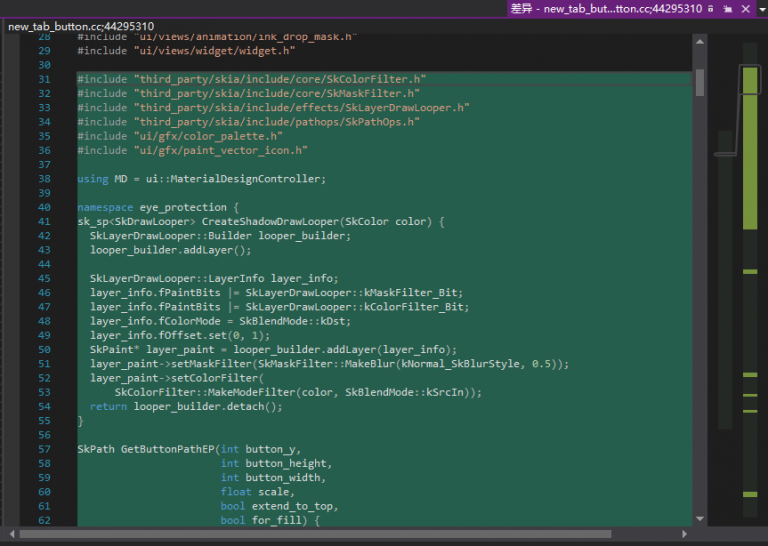 差异 - new_tab_but...tton.cc;44295310
new_tab_button.cc;44295310
28 #include "ui/views/animation/ink_drop_mask.h"
29 #include "ui/views/widget/widget.h"
30
31 #include "third_party/skia/include/core/SkColorFilter.h"
32 #include "third_party/skia/include/core/SkMaskFilter.h"
33 #include "third_party/skia/include/effects/SkLayerDrawLooper.h"
34 #include "third_party/skia/include/pathops/SkPathOps.h"
35 #include "ui/gfx/color_palette.h"
36 #include "ui/gfx/paint_vector_icon.h"
37
38 using MD = ui::MaterialDesignController;
39
40 namespace eye_protection {
41 sk_sp<SkDrawLooper> CreateShadowDrawLooper(SkColor color) {
42   SkLayerDrawLooper::Builder looper_builder;
43   looper_builder.addLayer();
44
45   SkLayerDrawLooper::LayerInfo layer_info;
46   layer_info.fPaintBits |= SkLayerDrawLooper::kMaskFilter_Bit;
47   layer_info.fPaintBits |= SkLayerDrawLooper::kColorFilter_Bit;
48   layer_info.fColorMode = SkBlendMode::kDst;
49   layer_info.fOffset.set(0, 1);
50   SkPaint* layer_paint = looper_builder.addLayer(layer_info);
51   layer_paint->setMaskFilter(SkMaskFilter::MakeBlur(kNormal_SkBlurStyle, 0.5));
52   layer_paint->setColorFilter(
53       SkColorFilter::MakeModeFilter(color, SkBlendMode::kSrcIn));
54   return looper_builder.detach();
55 }
56
57 SkPath GetButtonPathEP(int button_y,
58                        int button_height,
59                        int button_width,
60                        float scale,
61                        bool extend_to_top,
62                        bool for_fill) {